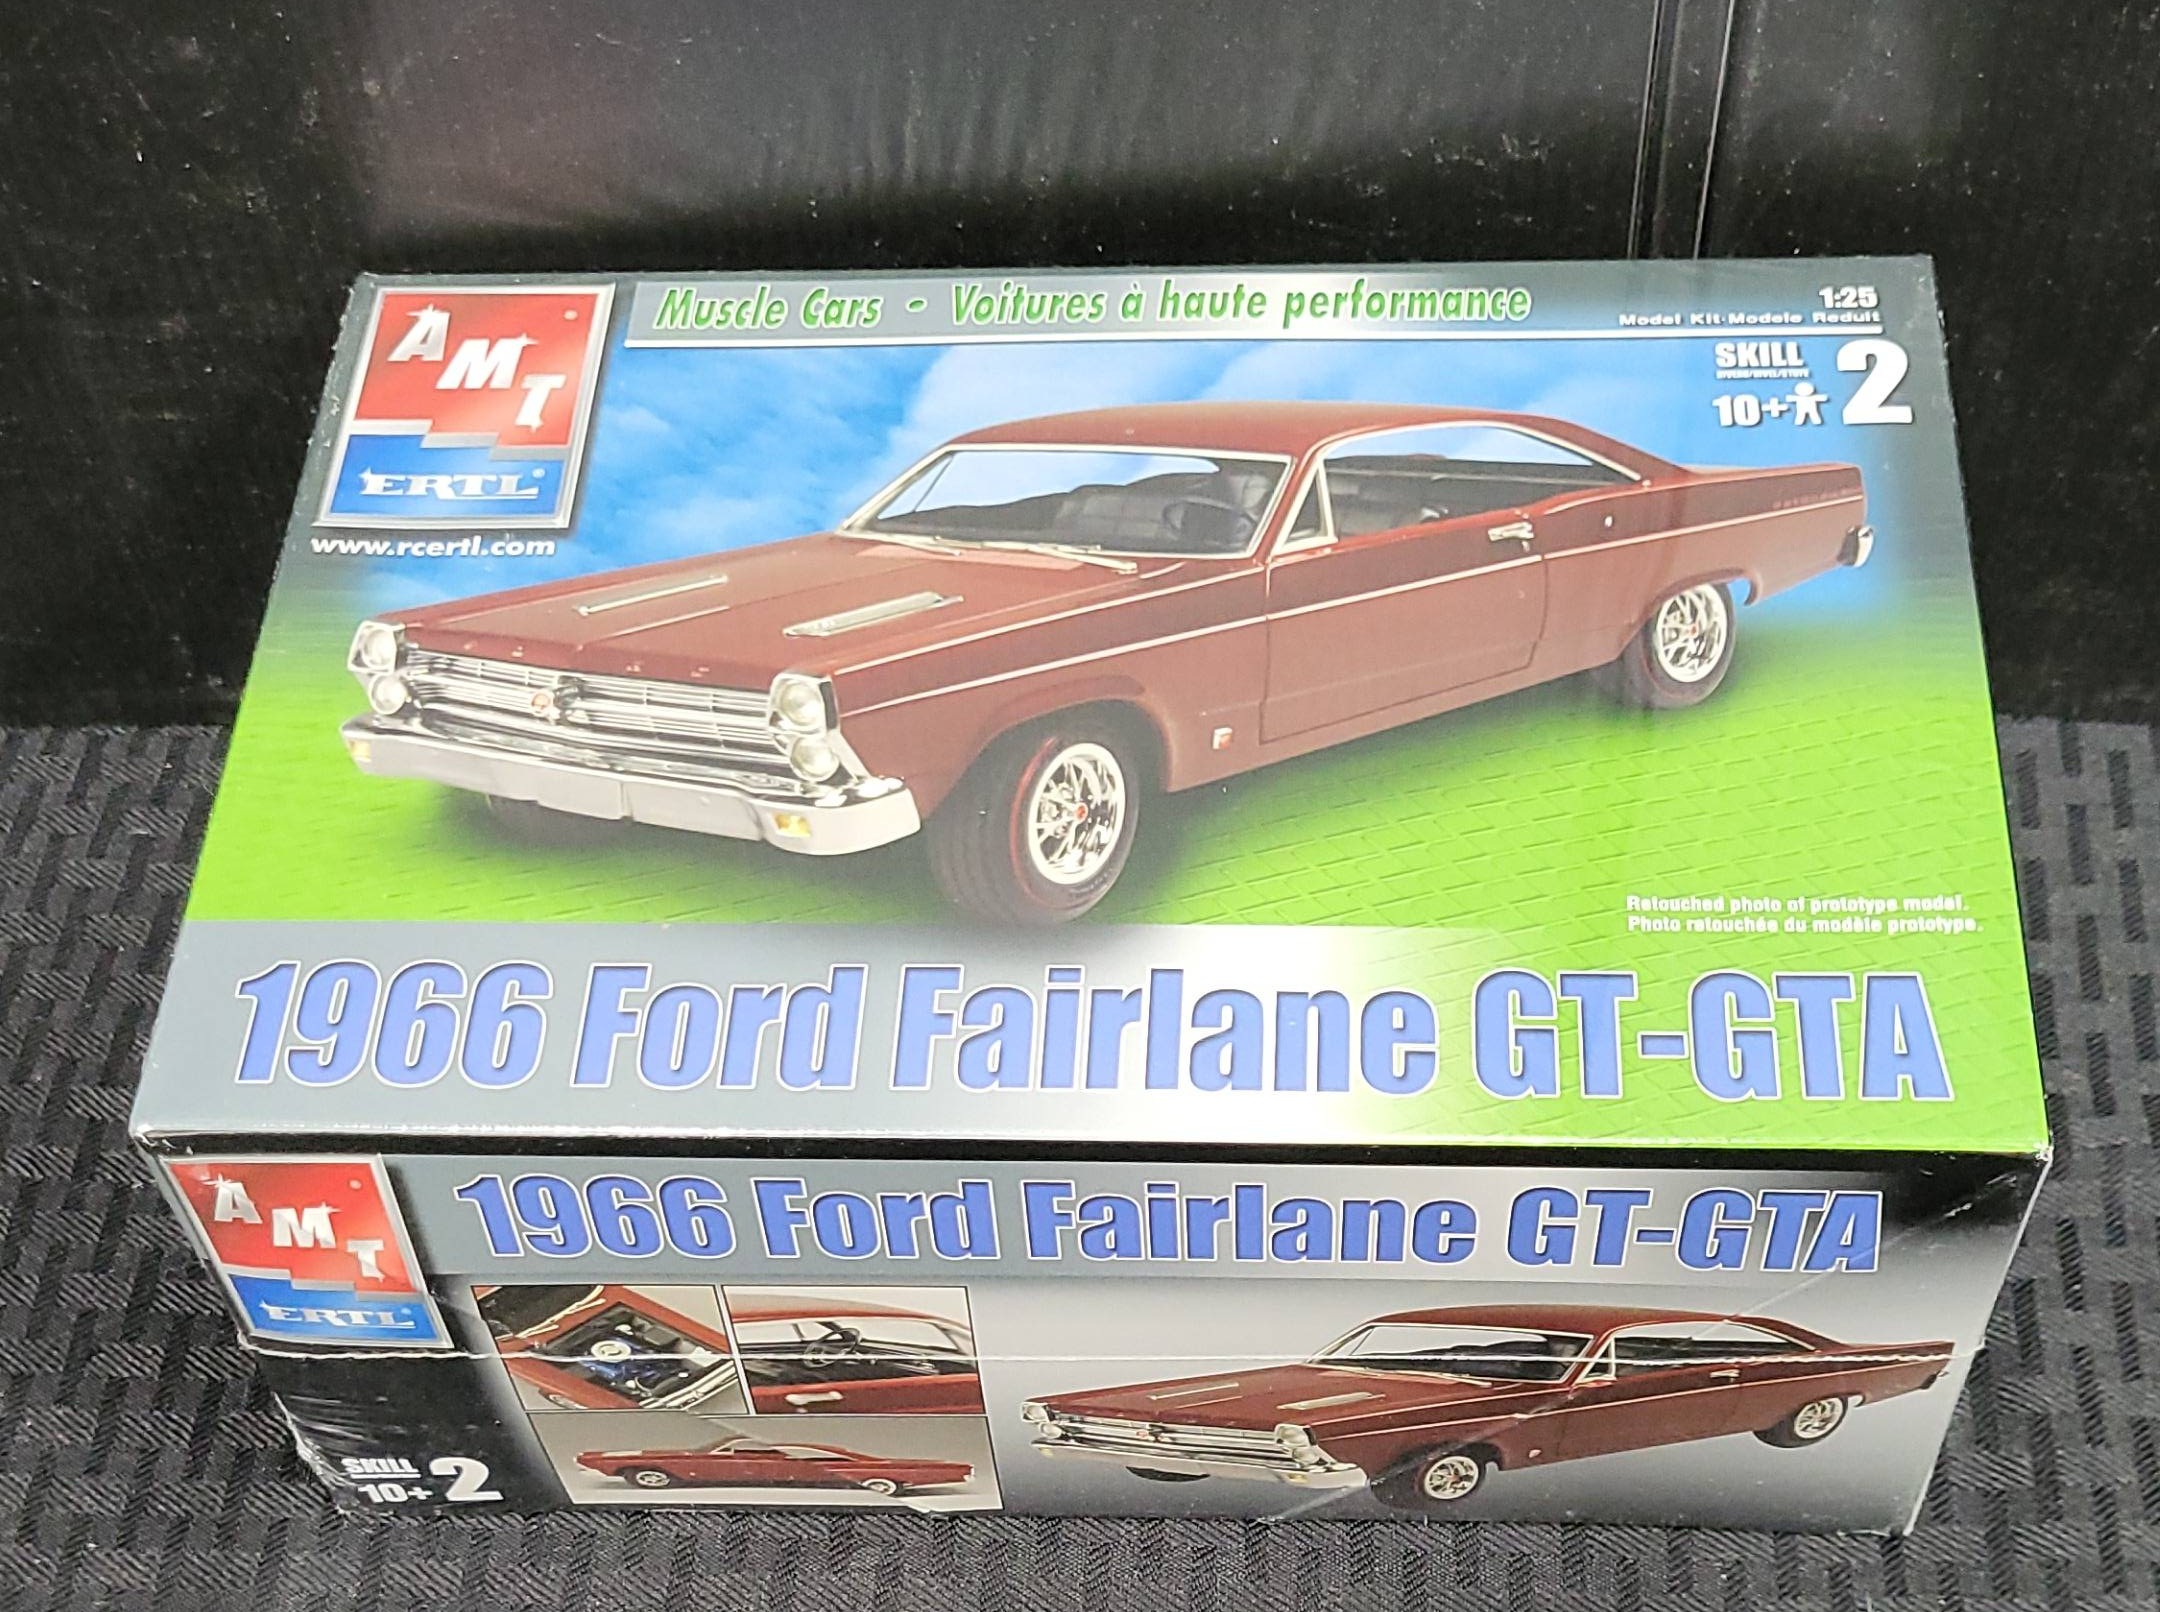 AMT
ERTL®
www.rcertl.com
Muscle Cars - Voitures à haute performance
1:25
Model Kit·Modele Reduit
SKILL
2
10+
Retouched photo of prototype model.
Photo retouchée du modèle prototype.
1966 Ford Fairlane GT-GTA
AMT
ERTL
1966 Ford Fairlane GT-GTA
SKILL
10+
2